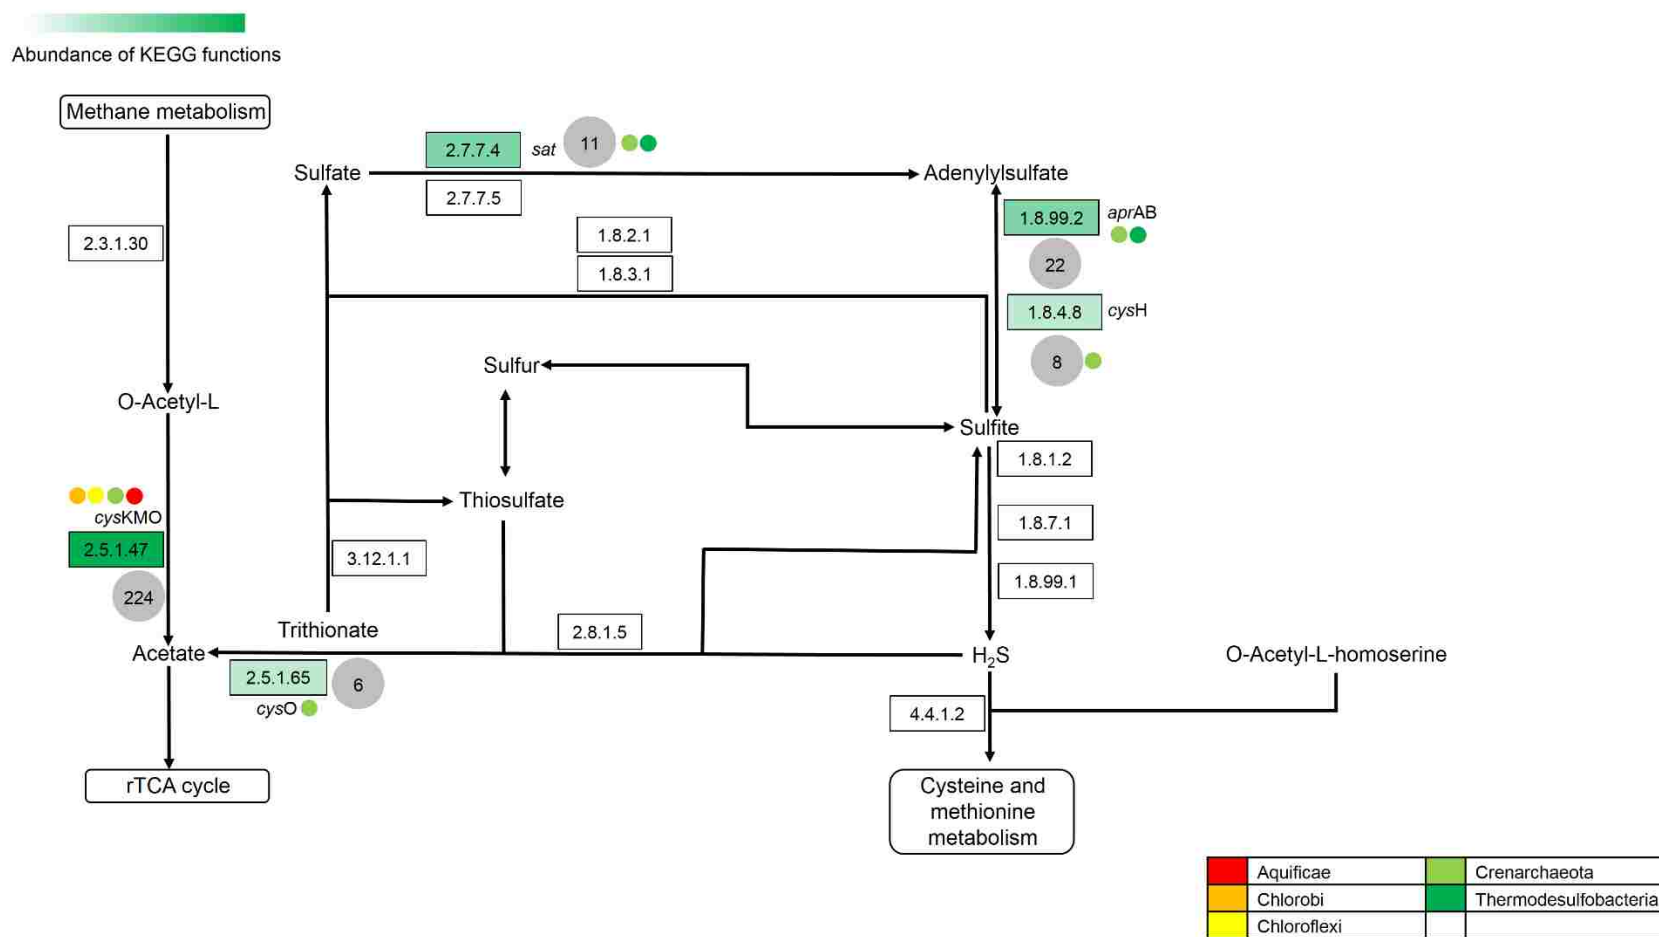 Abundance of KEGG functions
Methane metabolism
2.7.7.4 sat 11
Sulfate
Adenylylsulfate
2.7.7.5
1.8.99.2 aprAB
2.3.1.30
1.8.2.1
22
1.8.3.1
1.8.4.8 cysH
Sulfur
8
O-Acetyl-L
Sulfite
1.8.1.2
Thiosulfate
cysKMO
1.8.7.1
2.5.1.47
3.12.1.1
224
1.8.99.1
Trithionate
2.8.1.5
Acetate
H₂S
O-Acetyl-L-homoserine
2.5.1.65
6
cysO
4.4.1.2
rTCA cycle
Cysteine and
methionine
metabolism
Aquificae Crenarchaeota
Chlorobi Thermodesulfobacteria
Chloroflexi